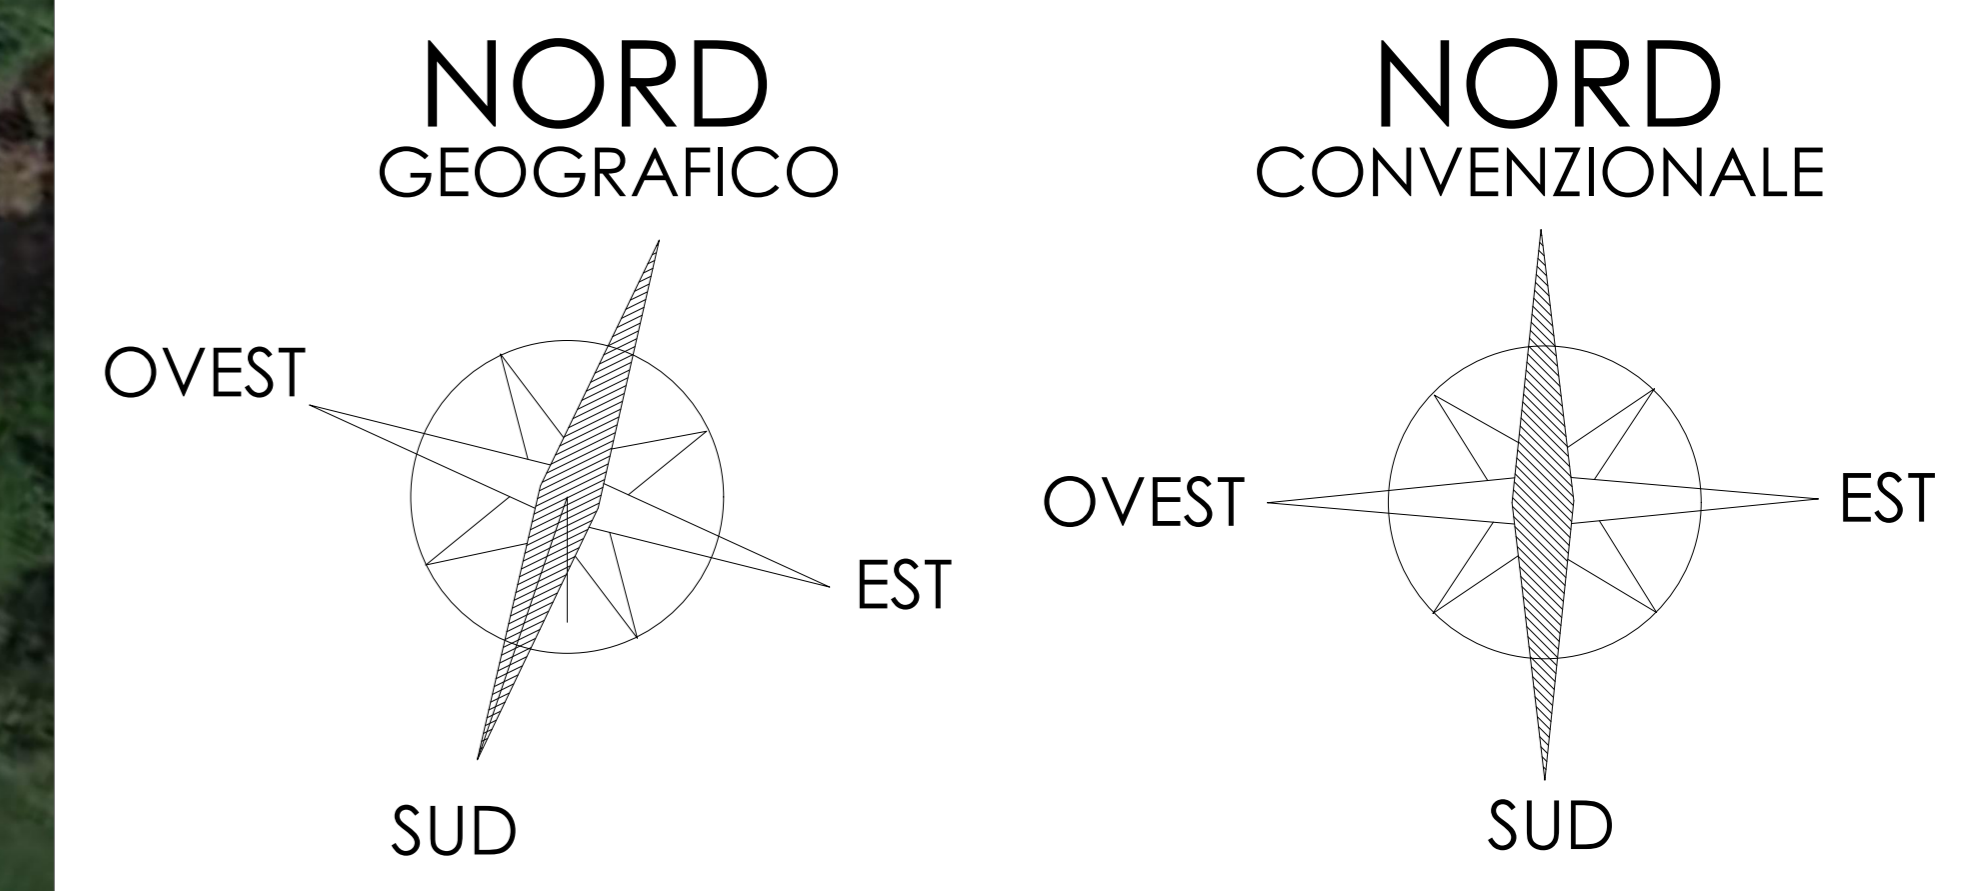 NORD
GEOGRAFICO
OVEST
EST
SUD
NORD
CONVENZIONALE
OVEST
EST
SUD